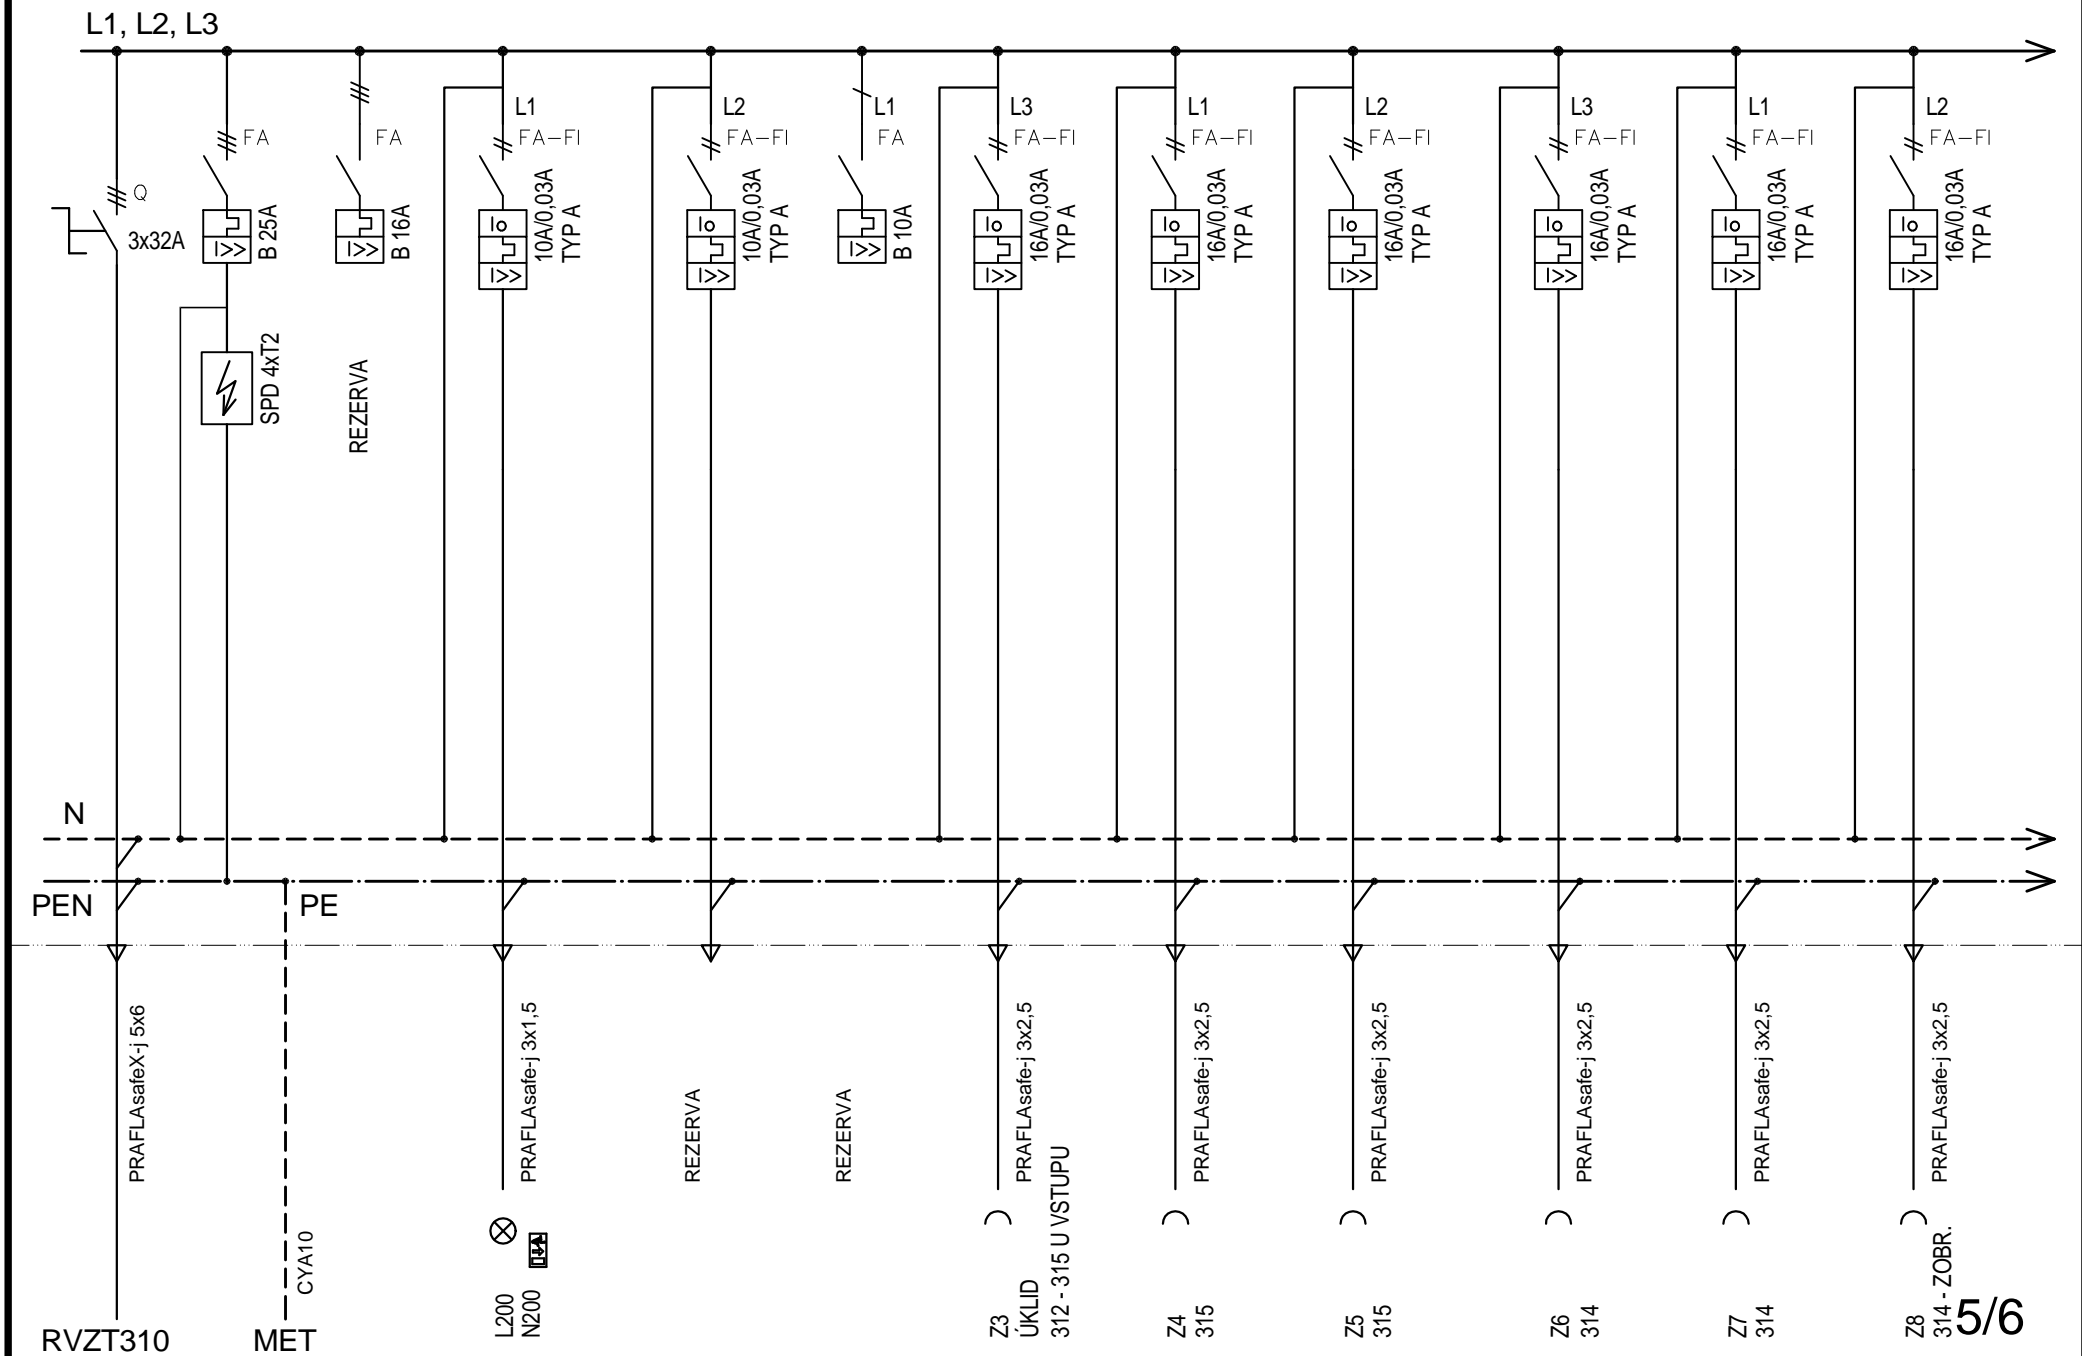 L1, L2, L3
Q
3x32A
FA
B 25A
SPD 4xT2
FA
B 16A
REZERVA
L1
FA-FI
I>>
10A/0,03A
TYP A
L2
FA-FI
I>>
10A/0,03A
TYP A
L1
FA
I>>
B 10A
L3
FA-FI
I>>
16A/0,03A
TYP A
L1
FA-FI
I>>
16A/0,03A
TYP A
L2
FA-FI
I>>
16A/0,03A
TYP A
L3
FA-FI
I>>
16A/0,03A
TYP A
L1
FA-FI
I>>
16A/0,03A
TYP A
L2
FA-FI
I>>
16A/0,03A
TYP A
I>>
I>>
N
PEN
PE
PRAFLAsafeX-j 5x6
RVZT310
CYA10
MET
PRAFLAsafe-j 3x1,5
L200
N200
REZERVA
REZERVA
PRAFLAsafe-j 3x2,5
Z3
ÚKLID
312 - 315 U VSTUPU
PRAFLAsafe-j 3x2,5
Z4
315
PRAFLAsafe-j 3x2,5
Z5
315
PRAFLAsafe-j 3x2,5
Z6
314
PRAFLAsafe-j 3x2,5
Z7
314
PRAFLAsafe-j 3x2,5
Z8
314 - ZOBR.
5/6